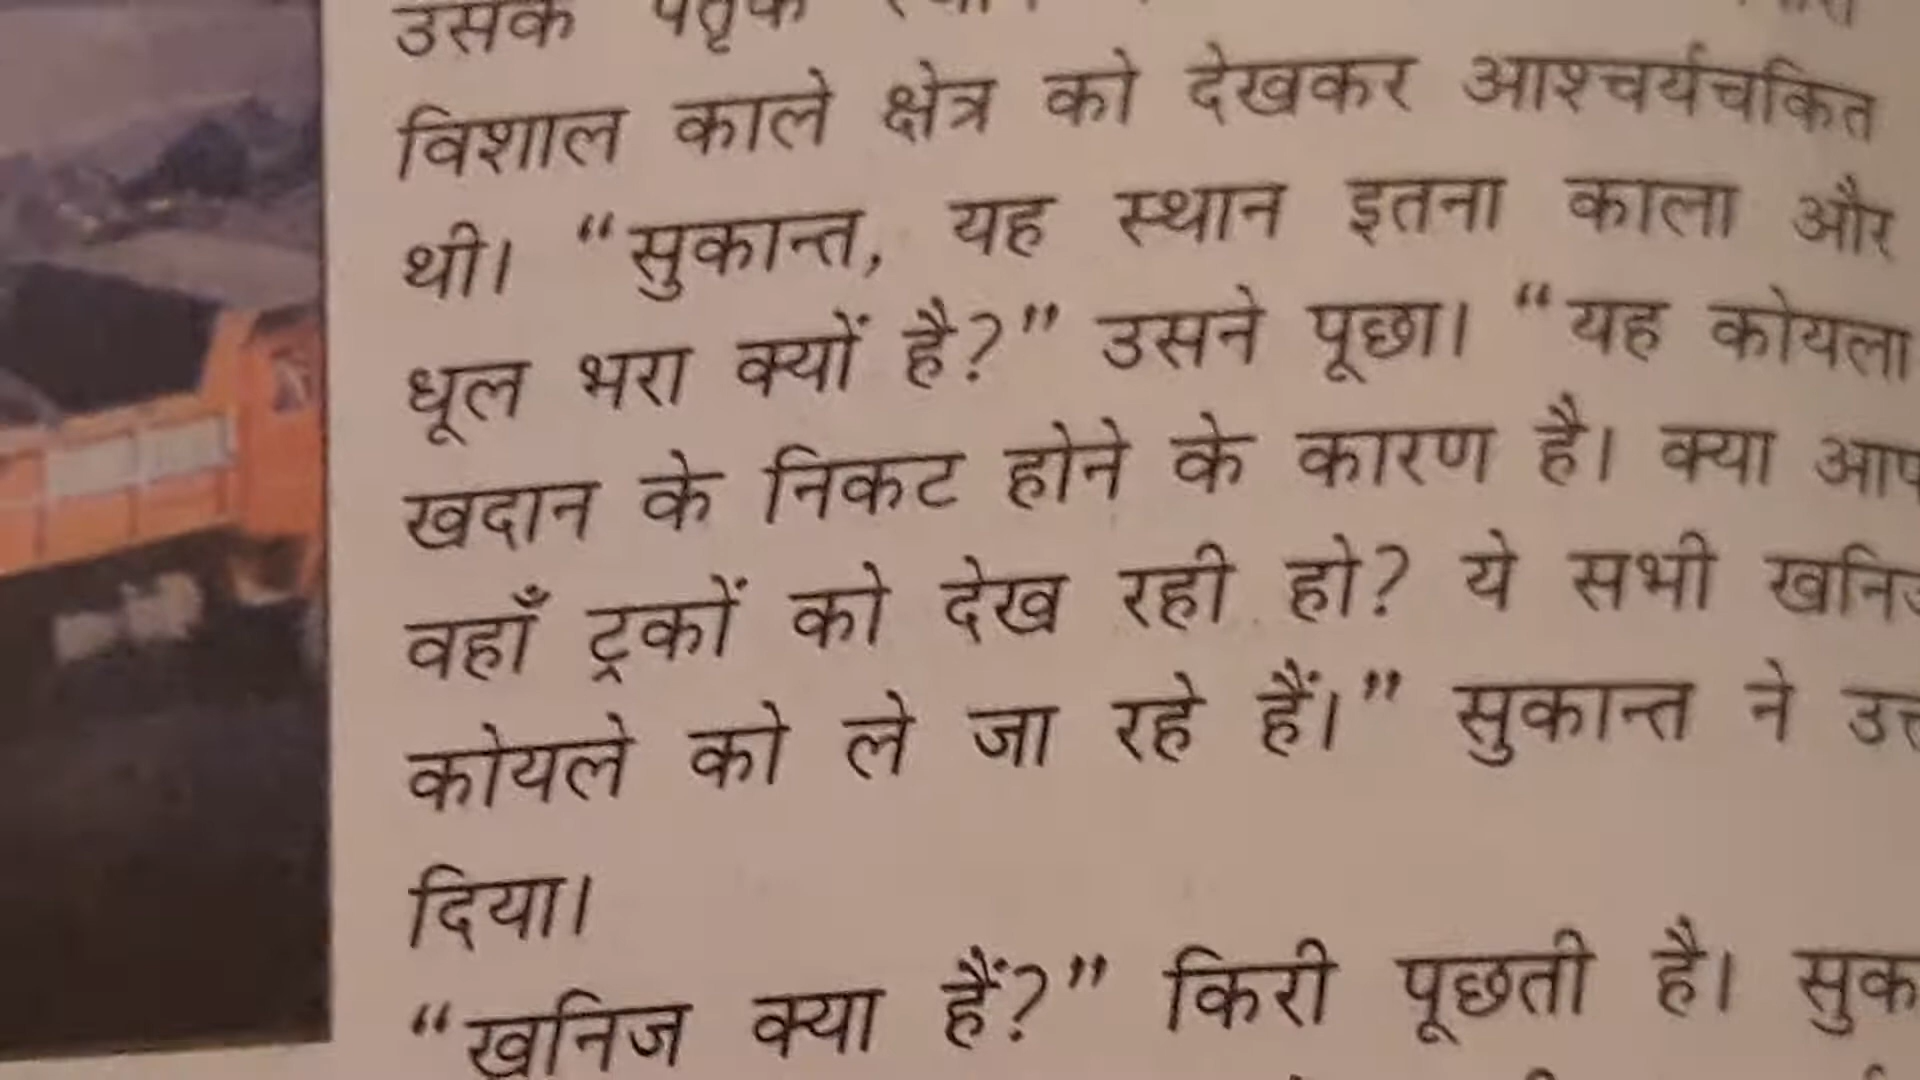 उसके पैतृक
विशाल काले क्षेत्र को देखकर आश्चर्यचकित
थी। “सुकान्त, यह स्थान इतना काला और
धूल भरा क्यों है?” उसने पूछा। “यह कोयला
खदान के निकट होने के कारण है। क्या आप
वहाँ ट्रकों को देख रही हो? ये सभी खनिज
कोयले को ले जा रहे हैं।” सुकान्त ने
दिया।
“खनिज क्या हैं?” किरी पूछती है।